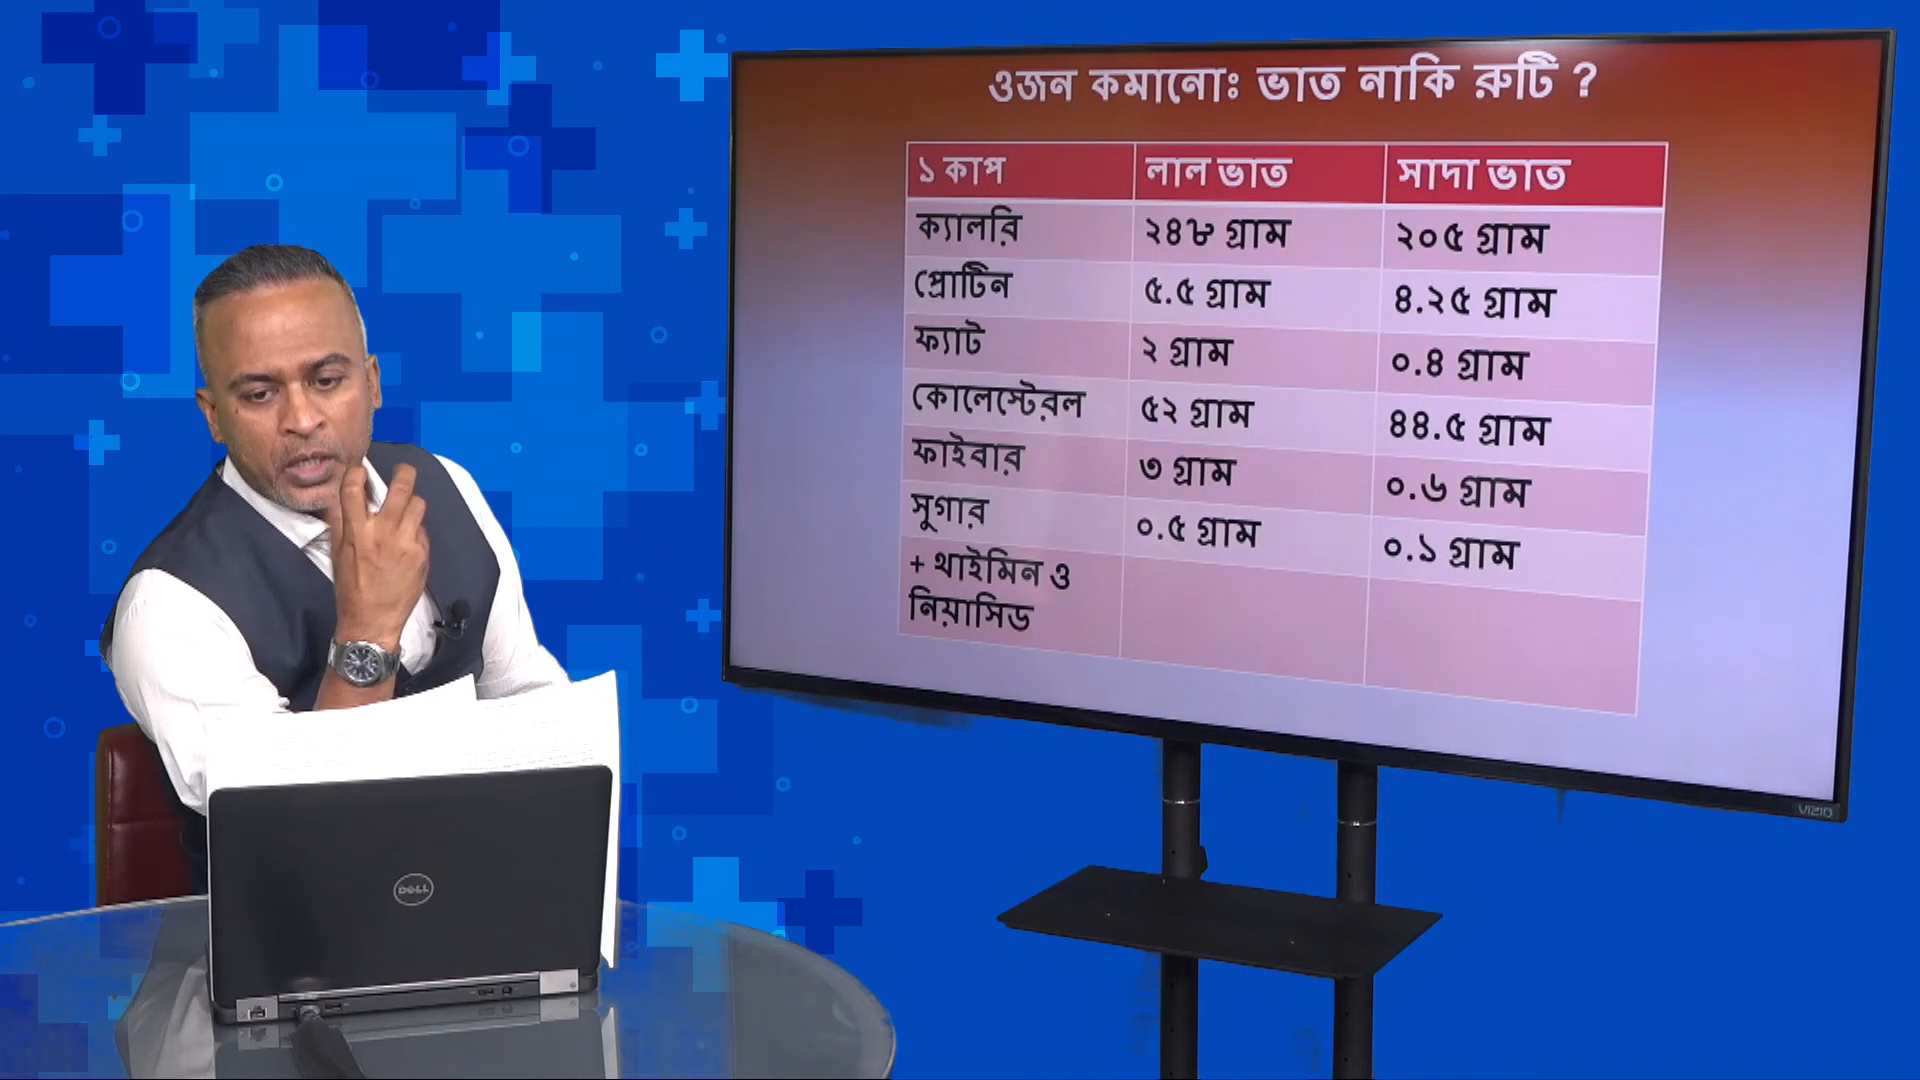 ওজন কমানোঃ ভাত নাকি রুটি ?
১ কাপ লাল ভাত সাদা ভাত
ক্যালরি ২৪৮ গ্রাম ২০৫ গ্রাম
প্রোটিন ৫.৫ গ্রাম ৪.২৫ গ্রাম
ফ্যাট ২ গ্রাম ০.৪ গ্রাম
কোলেস্টেরল ৫২ গ্রাম ৪৪.৫ গ্রাম
ফাইবার ৩ গ্রাম ০.৬ গ্রাম
সুগার ০.৫ গ্রাম ০.১ গ্রাম
+ থাইমিন ও
নিয়াসিড
VIZIO
DELL